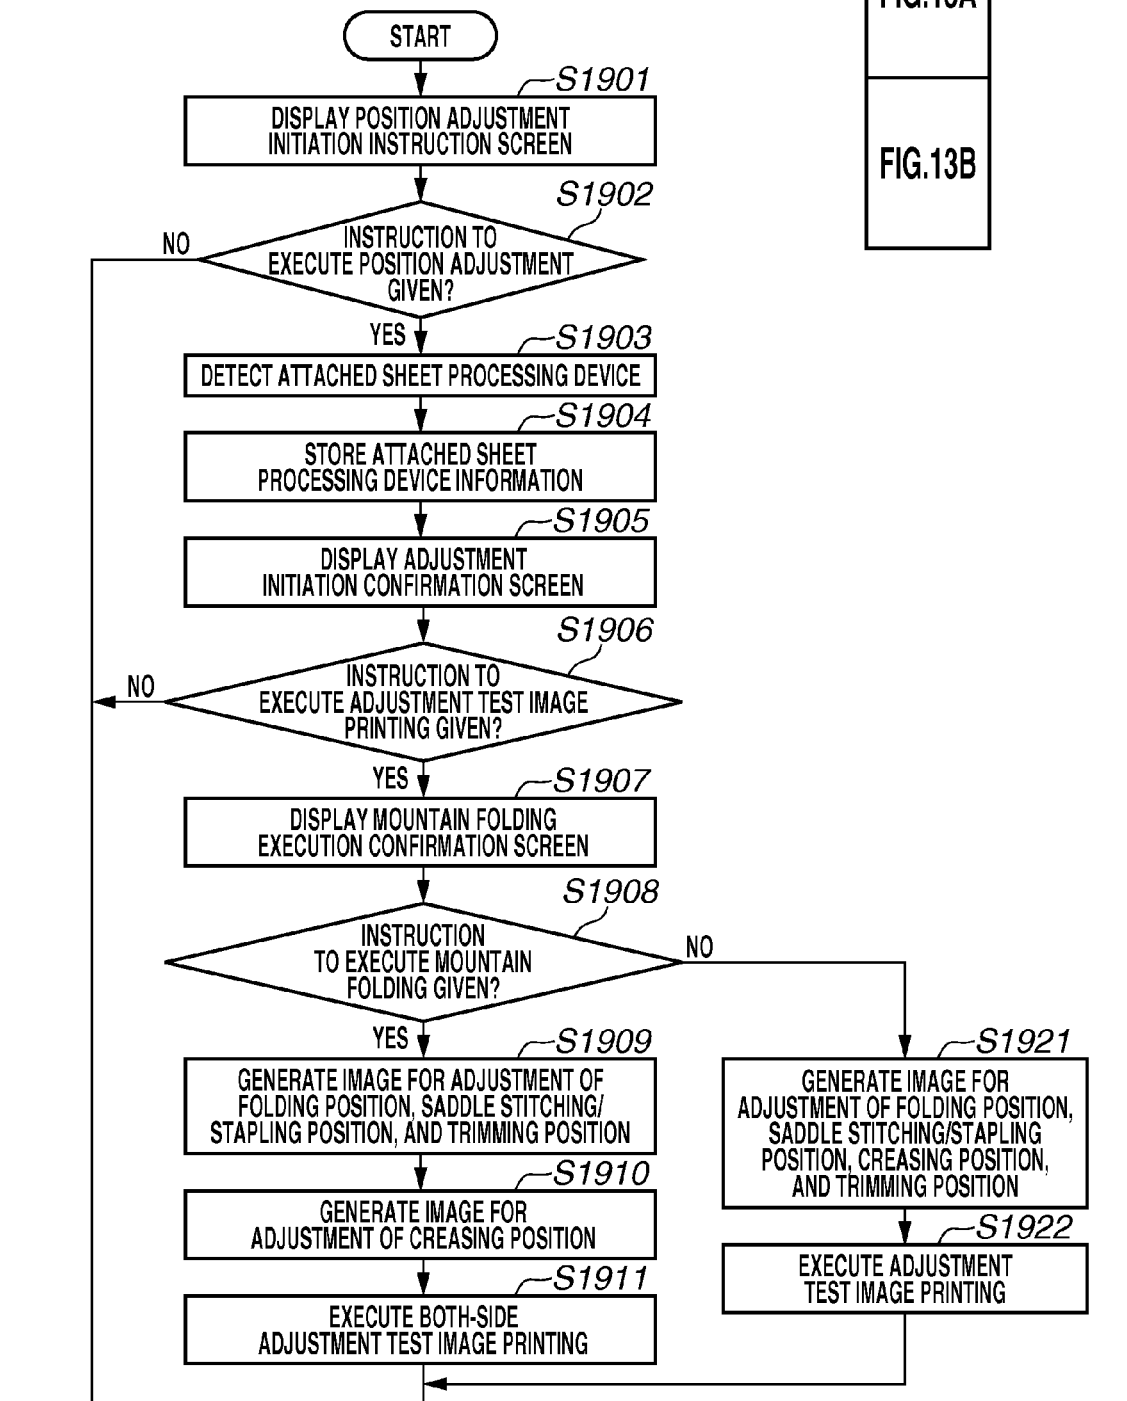 FIG.13A
FIG.13B
START
S1901
DISPLAY POSITION ADJUSTMENT
INITIATION INSTRUCTION SCREEN
S1902
INSTRUCTION TO
EXECUTE POSITION ADJUSTMENT
GIVEN?
NO
YES
S1903
DETECT ATTACHED SHEET PROCESSING DEVICE
S1904
STORE ATTACHED SHEET
PROCESSING DEVICE INFORMATION
S1905
DISPLAY ADJUSTMENT
INITIATION CONFIRMATION SCREEN
S1906
INSTRUCTION TO
EXECUTE ADJUSTMENT TEST IMAGE
PRINTING GIVEN?
NO
YES
S1907
DISPLAY MOUNTAIN FOLDING
EXECUTION CONFIRMATION SCREEN
S1908
INSTRUCTION
TO EXECUTE MOUNTAIN
FOLDING GIVEN?
NO
YES
S1909
GENERATE IMAGE FOR ADJUSTMENT OF
FOLDING POSITION, SADDLE STITCHING/
STAPLING POSITION, AND TRIMMING POSITION
S1910
GENERATE IMAGE FOR
ADJUSTMENT OF CREASING POSITION
S1911
EXECUTE BOTH-SIDE
ADJUSTMENT TEST IMAGE PRINTING
S1921
GENERATE IMAGE FOR
ADJUSTMENT OF FOLDING POSITION,
SADDLE STITCHING/STAPLING
POSITION, CREASING POSITION,
AND TRIMMING POSITION
S1922
EXECUTE ADJUSTMENT
TEST IMAGE PRINTING